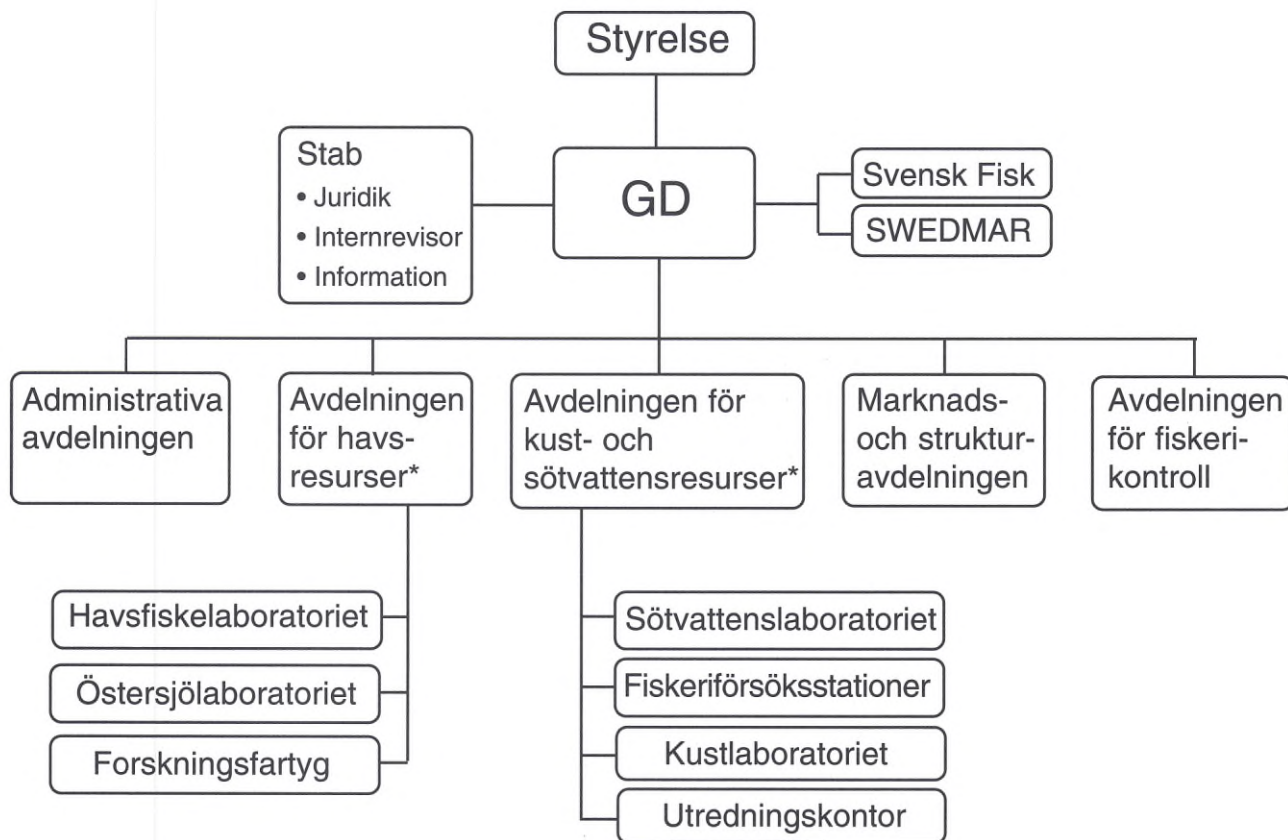 Styrelse
Stab
• Juridik
• Internrevisor
• Information
GD
Svensk Fisk
SWEDMAR
Administrativa
avdelningen
Avdelningen
för havs-
resurser*
Avdelningen för
kust- och
sötvattensresurser*
Marknads-
och struktur-
avdelningen
Avdelningen
för fiskeri-
kontroll
Havsfiskelaboratoriet
Östersjölaboratoriet
Forskningsfartyg
Sötvattenslaboratoriet
Fiskeriförsöksstationer
Kustlaboratoriet
Utredningskontor